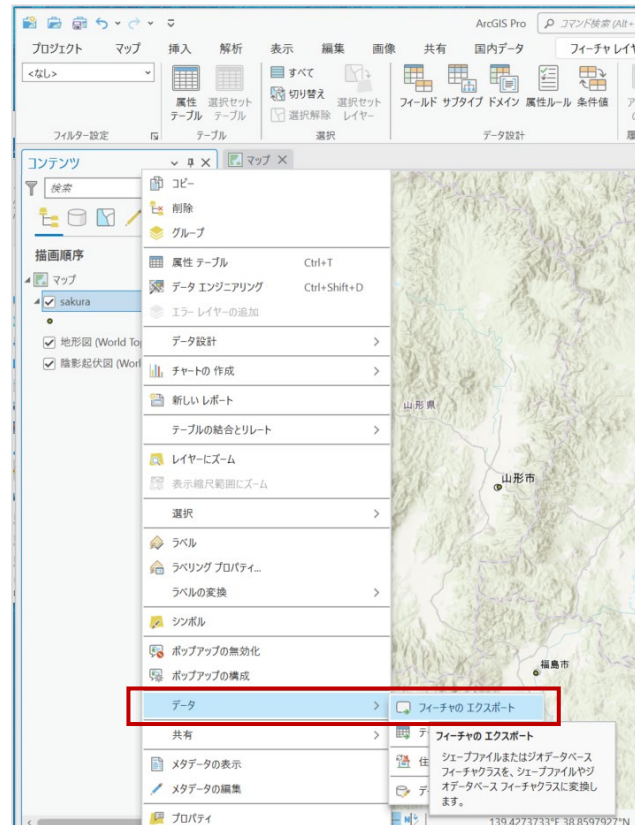 ArcGIS Pro
コマンド検索 (Alt+
プロジェクト マップ 挿入 解析 表示 編集 画像 共有 国内データ フィーチャ レイヤ
<なし>
属性 テーブル
選択セット テーブル
すべて
切り替え
選択解除
選択セット レイヤー
フィールド サブタイプ ドメイン 属性ルール 条件値
フィルター設定 テーブル 選択 データ設計
コンテンツ
マップ
検索
描画順序
マップ
sakura
地形図 (World To
陰影起伏図 (Worl
コピー
削除
グループ
属性 テーブル Ctrl+T
データ エンジニアリング Ctrl+Shift+D
エラー レイヤーの追加
データ設計
チャートの 作成
新しい レポート
テーブルの結合とリレート
レイヤーにズーム
表示縮尺範囲にズーム
選択
ラベル
ラベリング プロパティ...
ラベルの変換
シンボル
ポップアップの無効化
ポップアップの構成
データ
フィーチャの エクスポート
共有
メタデータの表示
メタデータの編集
プロパティ
フィーチャの エクスポート
シェープファイルまたはジオデータベース
フィーチャクラスを、シェープファイルやジ
オデータベース フィーチャクラスに変換し
ます。
山形県
山形市
福島市
139.4273733°E 38.8597927°N